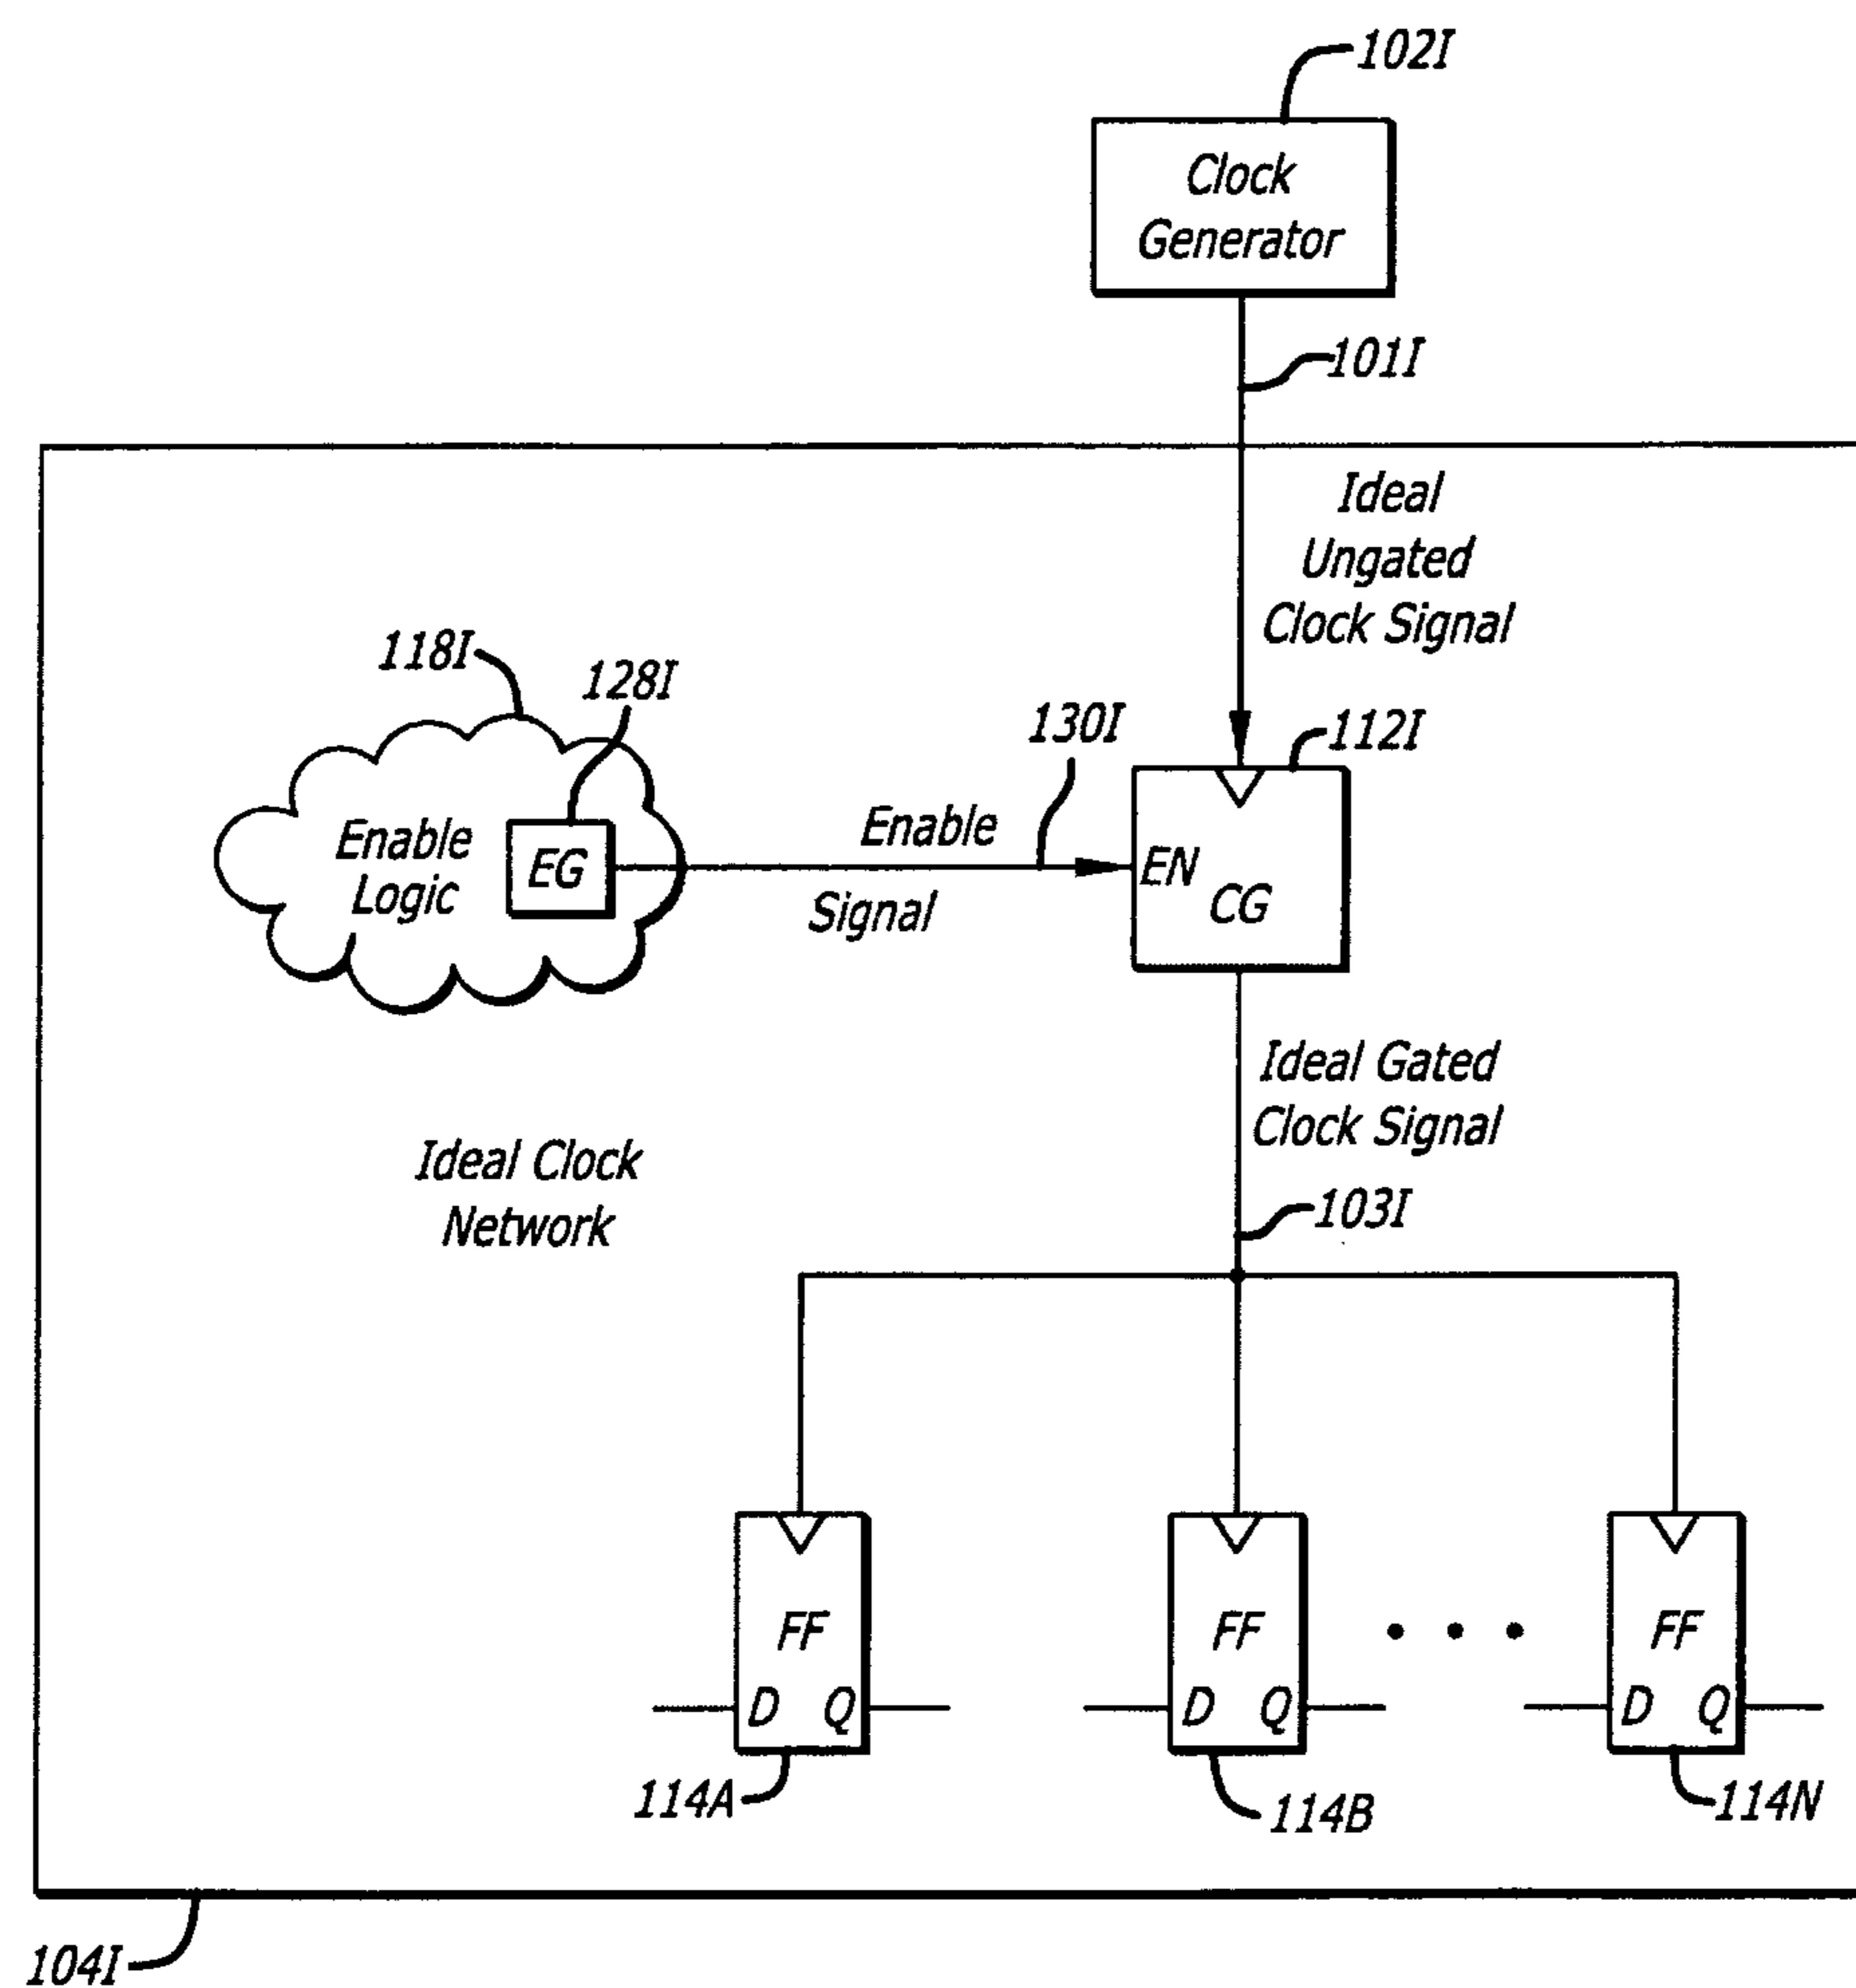 102I
Clock
Generator
101I
Ideal
Ungated
Clock Signal
118I
128I
130I
112I
Enable
Logic
EG
Enable
Signal
EN
CG
Ideal Gated
Clock Signal
Ideal Clock
Network
103I
FF
D Q
FF
D Q
FF
D Q
114A
114B
114N
104I